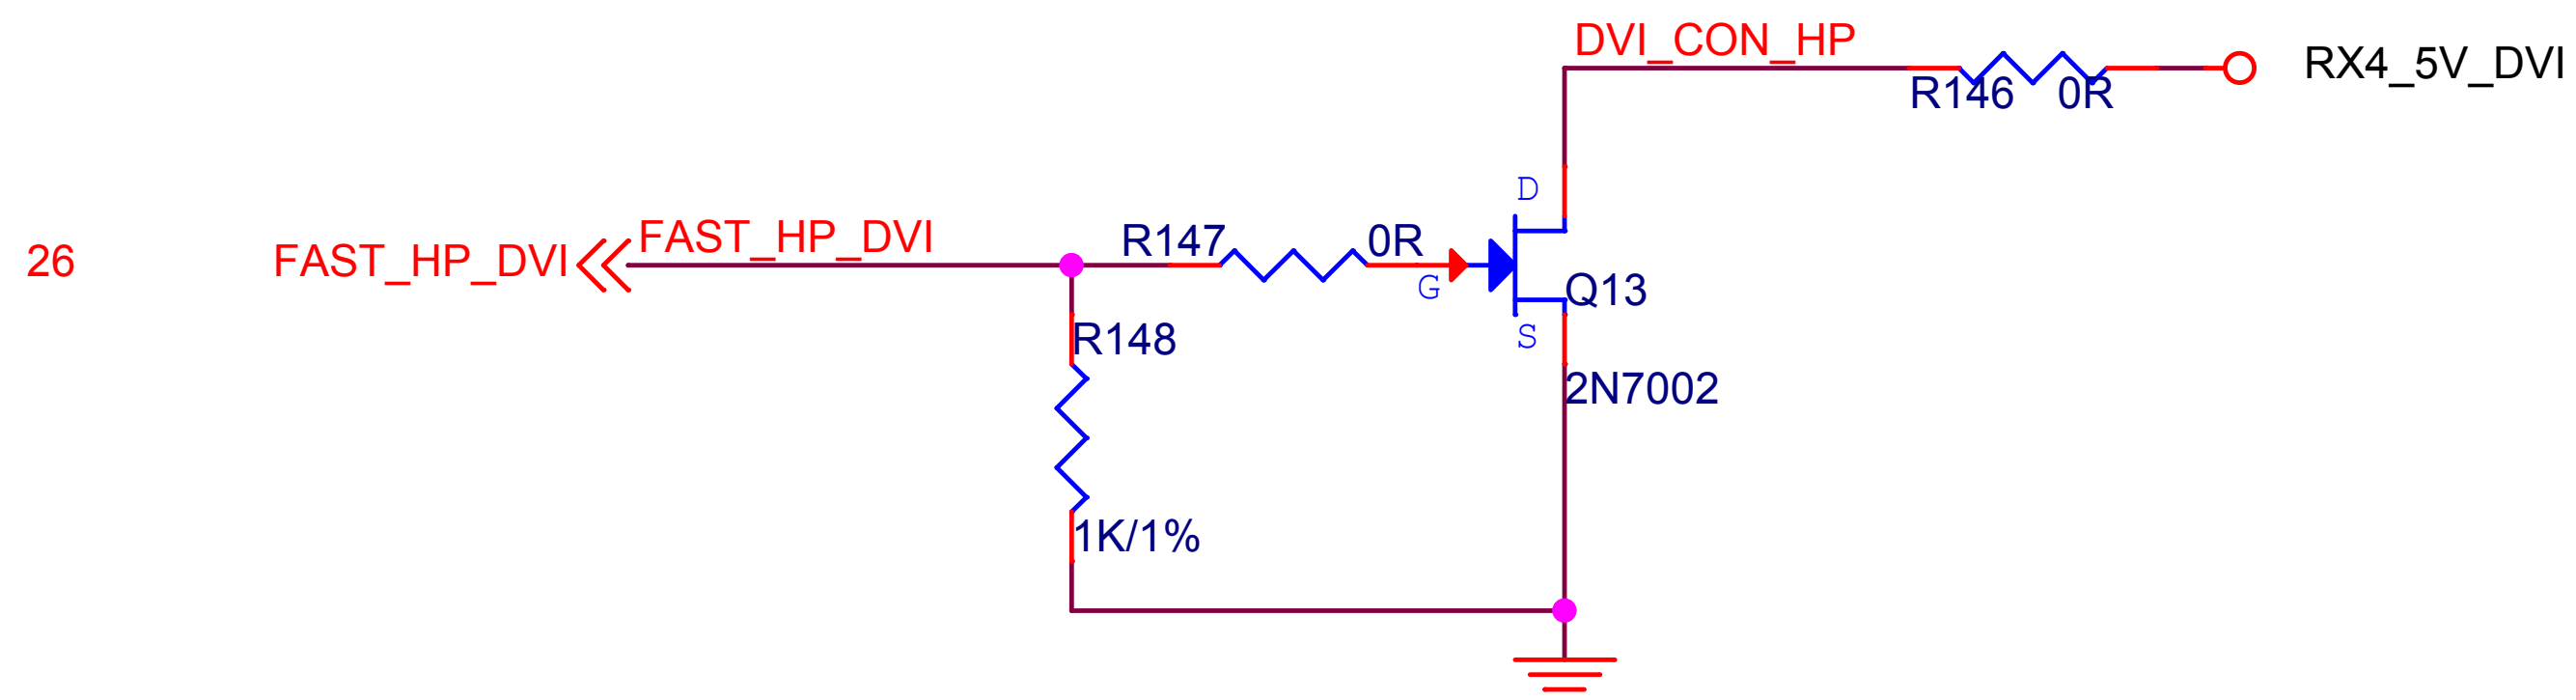 DVI_CON_HP
RX4_5V_DVI
R146 0R
D
26 FAST_HP_DVI FAST_HP_DVI
R147 0R
G
Q13
S
R148
2N7002
1K/1%